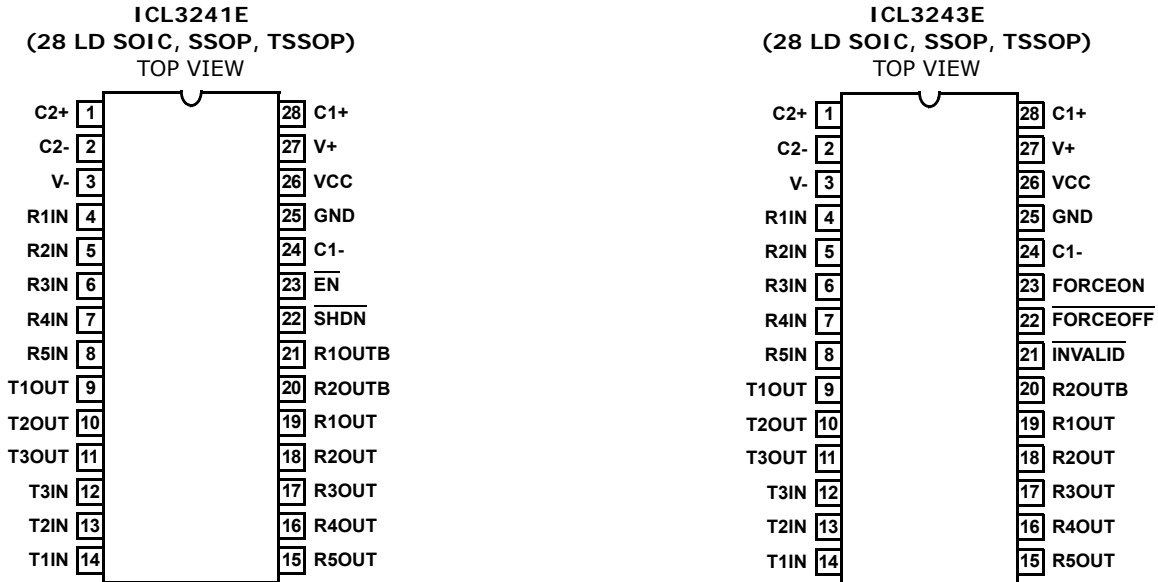 ICL3241E
(28 LD SOIC, SSOP, TSSOP)
TOP VIEW
C2+ 1 28 C1+
C2- 2 27 V+
V- 3 26 VCC
R1IN 4 25 GND
R2IN 5 24 C1-
R3IN 6 23 E̅N̅
R4IN 7 22 S̅H̅D̅N̅
R5IN 8 21 R1OUTB
T1OUT 9 20 R2OUTB
T2OUT 10 19 R1OUT
T3OUT 11 18 R2OUT
T3IN 12 17 R3OUT
T2IN 13 16 R4OUT
T1IN 14 15 R5OUT
ICL3243E
(28 LD SOIC, SSOP, TSSOP)
TOP VIEW
C2+ 1 28 C1+
C2- 2 27 V+
V- 3 26 VCC
R1IN 4 25 GND
R2IN 5 24 C1-
R3IN 6 23 FORCEON
R4IN 7 22 F̅O̅R̅C̅E̅O̅F̅F̅
R5IN 8 21 I̅N̅V̅A̅L̅I̅D̅
T1OUT 9 20 R2OUTB
T2OUT 10 19 R1OUT
T3OUT 11 18 R2OUT
T3IN 12 17 R3OUT
T2IN 13 16 R4OUT
T1IN 14 15 R5OUT